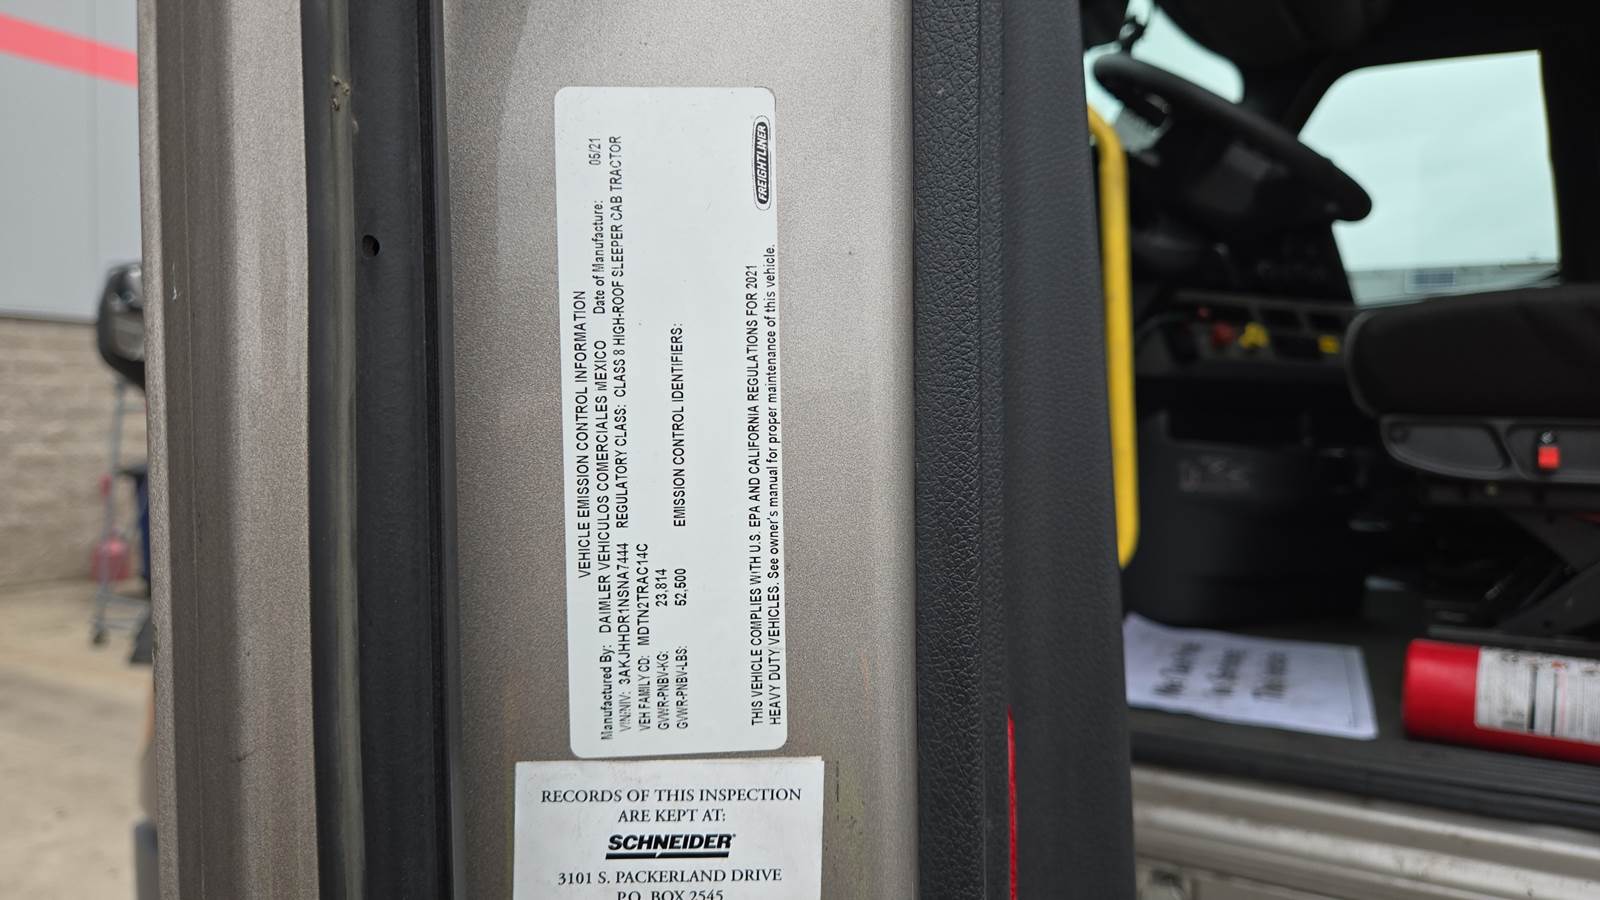 VEHICLE EMISSION CONTROL INFORMATION
Manufactured By: DAIMLER VEHICULOS COMERCIALES MEXICO Date of Manufacture: 05/21
VIN/NIV: 3AKJHHDR1NSNA7444 REGULATORY CLASS: CLASS 8 HIGH-ROOF SLEEPER CAB TRACTOR
VEH FAMILY CD: MDTN2TRAC14C
GVWR-PNBV-KG: 23,814
GVWR-PNBV-LBS: 52,500 EMISSION CONTROL IDENTIFIERS:
THIS VEHICLE COMPLIES WITH U.S. EPA AND CALIFORNIA REGULATIONS FOR 2021
HEAVY DUTY VEHICLES. See owner's manual for proper maintenance of this vehicle.
FREIGHTLINER
RECORDS OF THIS INSPECTION
ARE KEPT AT:
SCHNEIDER
3101 S. PACKERLAND DRIVE
P.O. BOX 2545